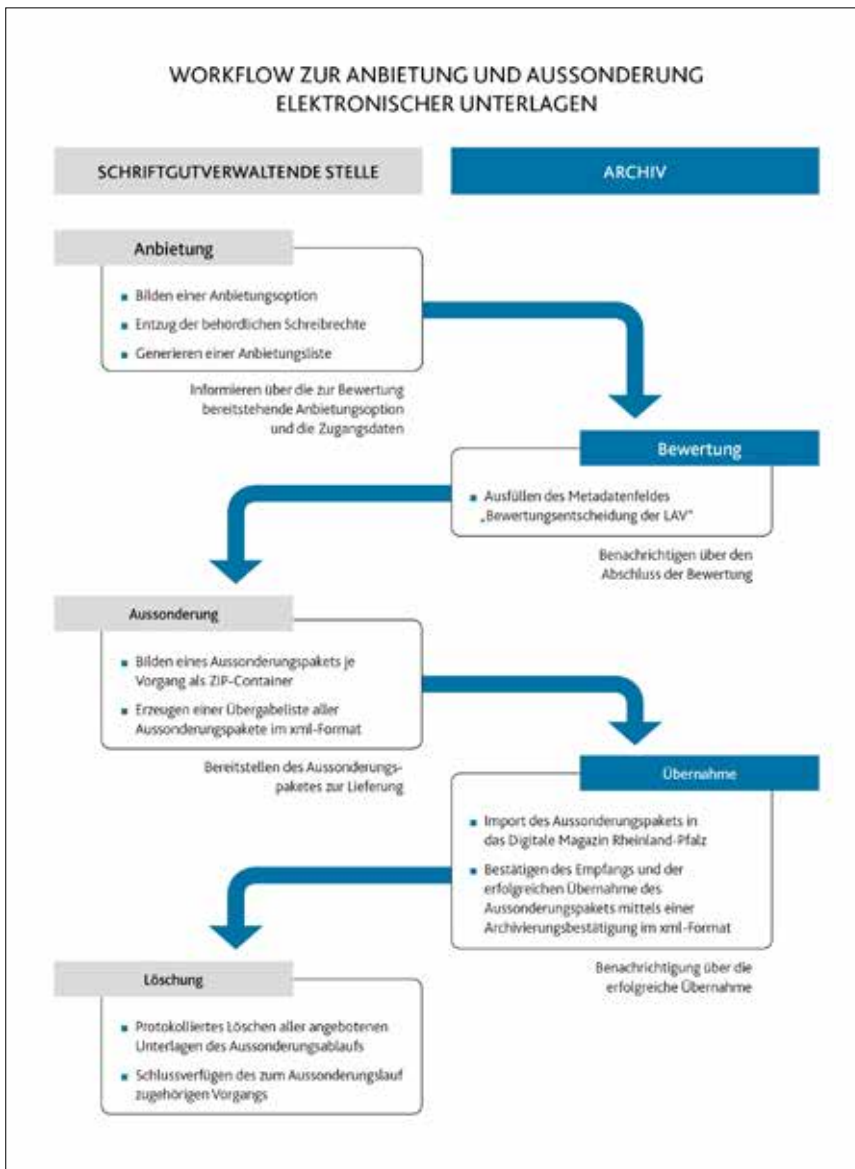 WORKFLOW ZUR ANBIETUNG UND AUSSONDERUNG
ELEKTRONISCHER UNTERLAGEN
SCHRIFTGUTVERWALTENDE STELLE
ARCHIV
Anbietung
▪ Bilden einer Anbietungsoption
▪ Entzug der behördlichen Schreibrechte
▪ Generieren einer Anbietungsliste
Informieren über die zur Bewertung
bereitstehende Anbietungsoption
und die Zugangsdaten
Bewertung
▪ Ausfüllen des Metadatenfeldes
„Bewertungsentscheidung der LAV"
Benachrichtigen über den
Abschluss der Bewertung
Aussonderung
▪ Bilden eines Aussonderungspakets je
Vorgang als ZIP-Container
▪ Erzeugen einer Übergabeliste aller
Aussonderungspakete im xml-Format
Bereitstellen des Aussonderungs-
paketes zur Lieferung
Übernahme
▪ Import des Aussonderungspakets in
das Digitale Magazin Rheinland-Pfalz
▪ Bestätigen des Empfangs und der
erfolgreichen Übernahme des
Aussonderungspakets mittels einer
Archivierungsbestätigung im xml-Format
Benachrichtigung über die
erfolgreiche Übernahme
Löschung
▪ Protokolliertes Löschen aller angebotenen
Unterlagen des Aussonderungsablaufs
▪ Schlussverfügen des zum Aussonderungslauf
zugehörigen Vorgangs